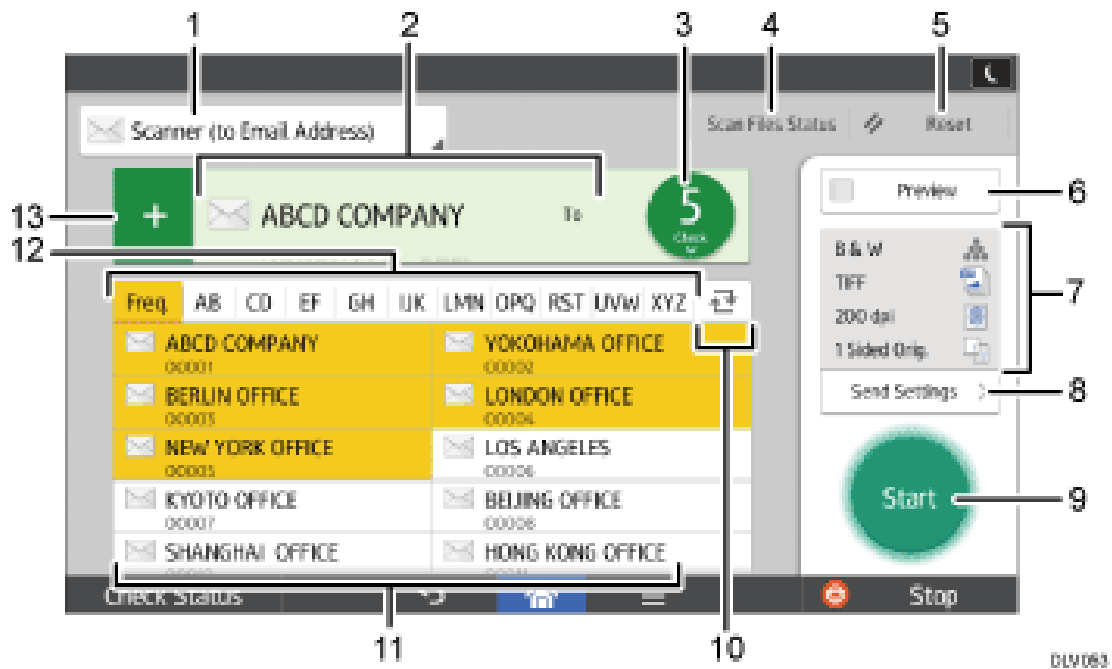 1 2 3 4 5
Scanner (to Email Address) Scan Files Status Reset
13 + ABCD COMPANY To 5 Check Preview 6
12
B & W
Freq. AB CD EF GH IJK LMN OPQ RST UVW XYZ TIFF 7
ABCD COMPANY YOKOHAMA OFFICE 200 dpi
00001 00002 1 Sided Orig.
BERLIN OFFICE LONDON OFFICE Send Settings > 8
00003
NEW YORK OFFICE LOS ANGELES
00005 00006
KYOTO OFFICE BEIJING OFFICE Start 9
00007 00008
SHANGHAI OFFICE HONG KONG OFFICE
Check Status Stop
11 10
DLV053